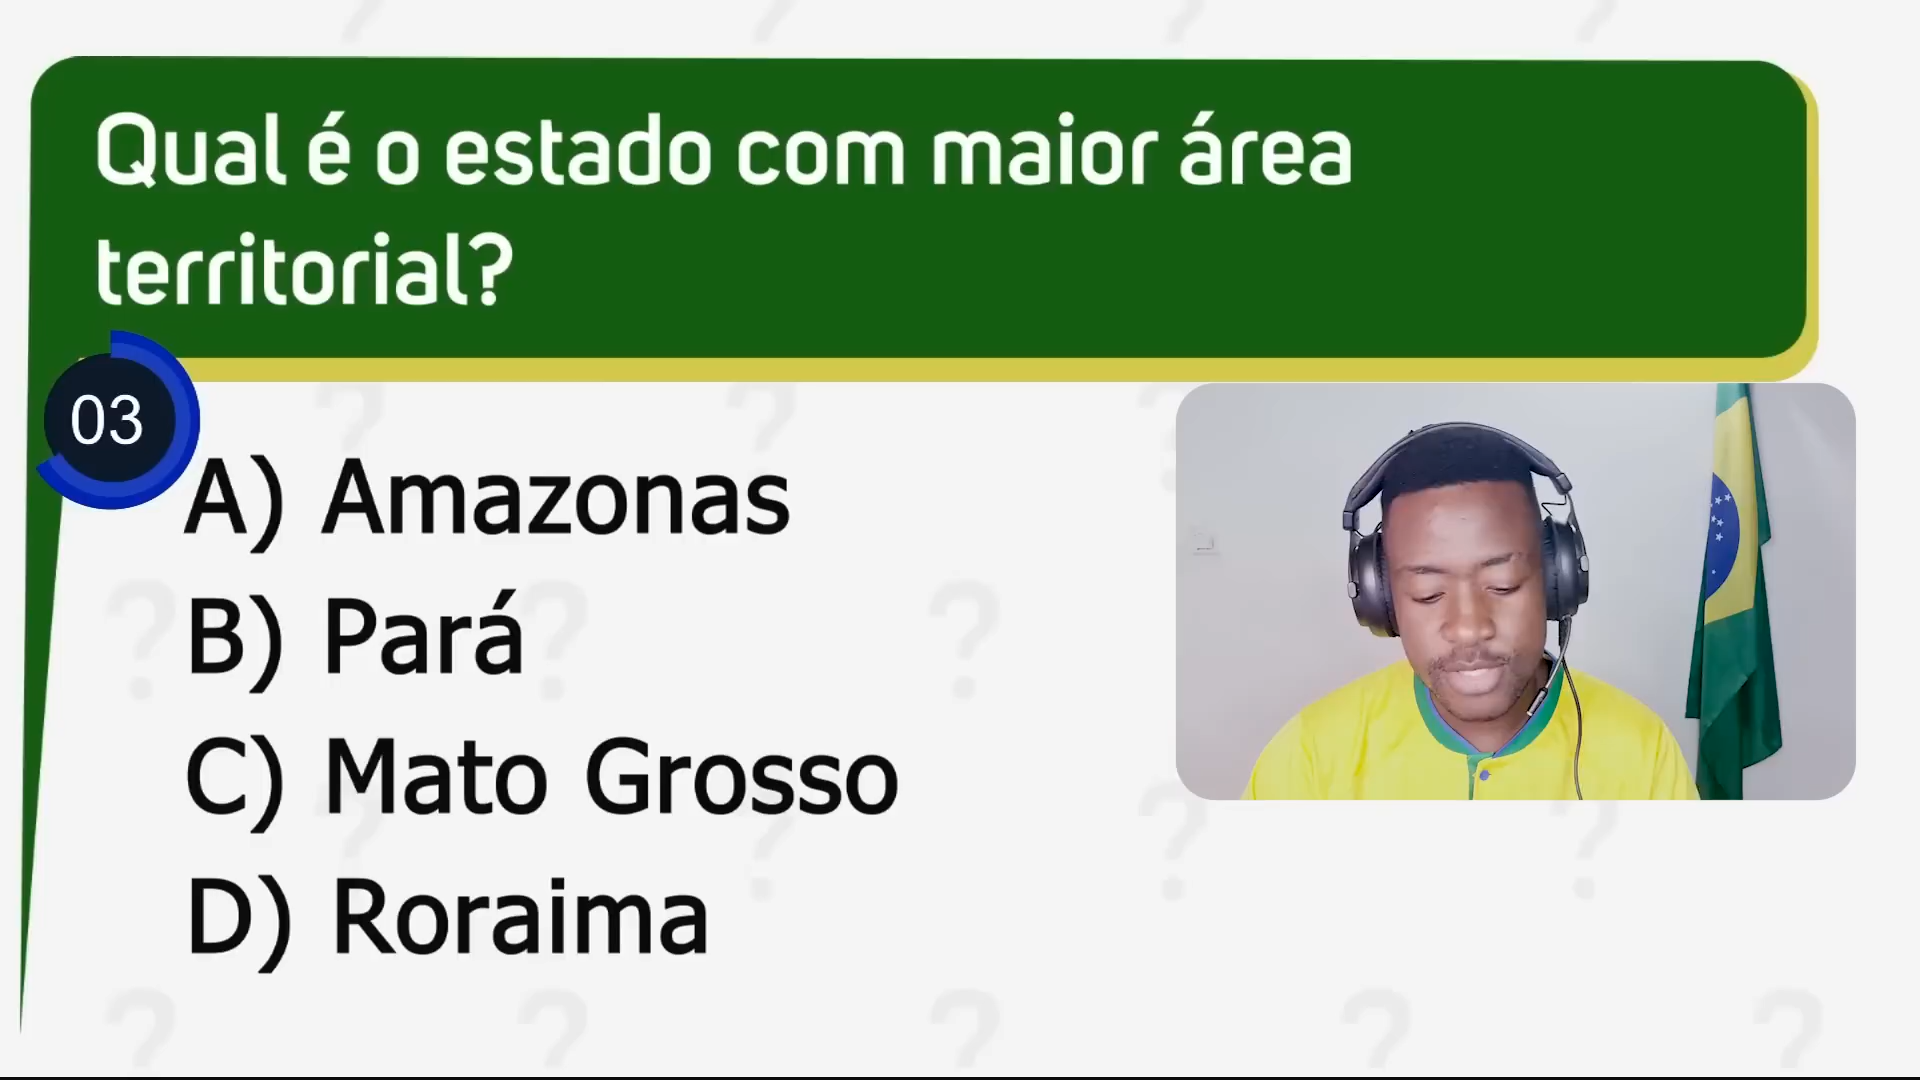 Qual é o estado com maior área
territorial?
03
A) Amazonas
B) Pará
C) Mato Grosso
D) Roraima